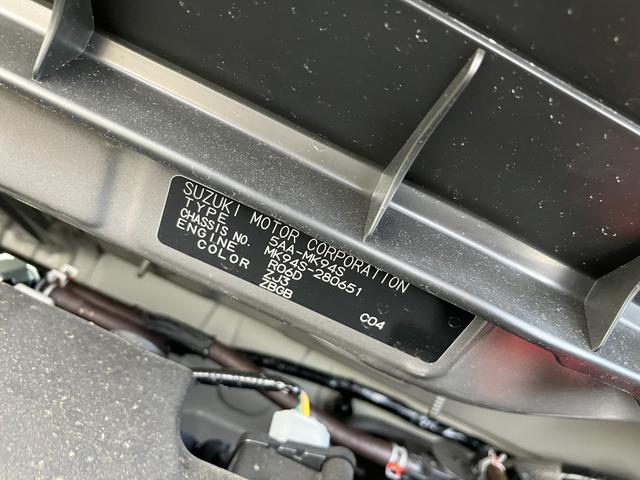 SUZUKI MOTOR CORPORATION
TYPE 5AA-MK94S
CHASSIS NO. MK94S-280651
ENGINE R06D
COLOR ZJ3
ZBGB C04